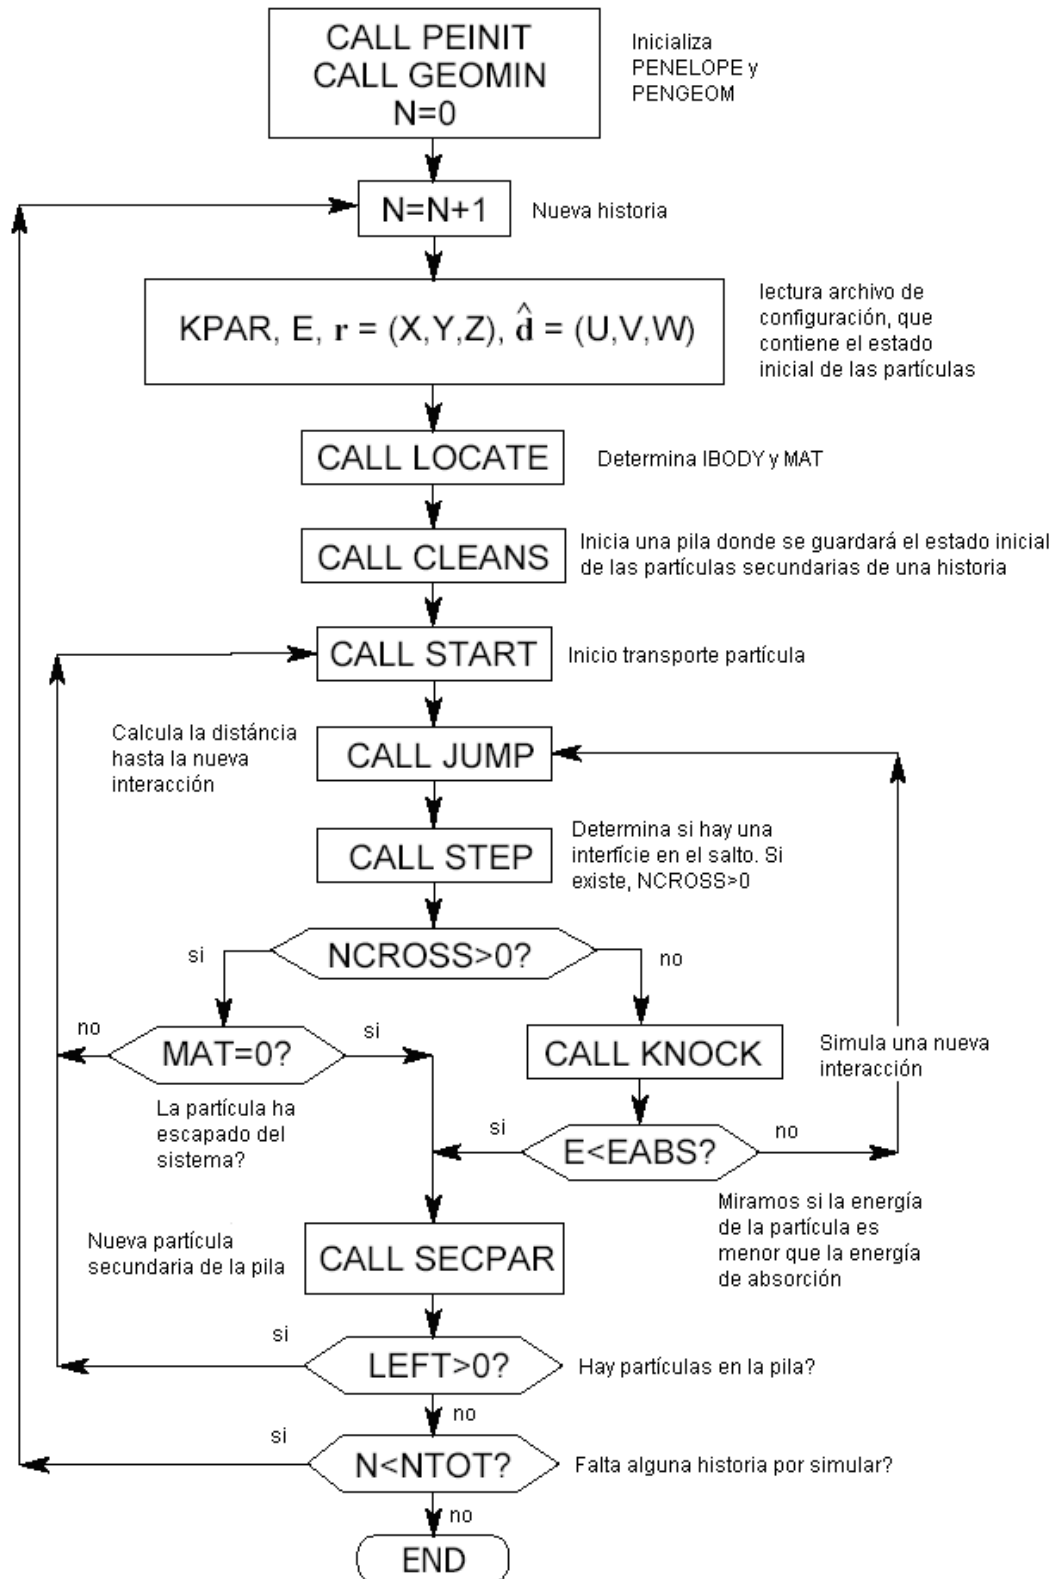 CALL PEINIT
CALL GEOMIN
N=0
Inicializa
PENELOPE y
PENGEOM
N=N+1
Nueva historia
KPAR, E, r = (X,Y,Z), d̂ = (U,V,W)
lectura archivo de
configuración, que
contiene el estado
inicial de las partículas
CALL LOCATE
Determina IBODY y MAT
CALL CLEANS
Inicia una pila donde se guardará el estado inicial
de las partículas secundarias de una historia
CALL START
Inicio transporte partícula
Calcula la distáncia
hasta la nueva
interacción
CALL JUMP
CALL STEP
Determina si hay una
interfície en el salto. Si
existe, NCROSS>0
si
NCROSS>0?
no
no
MAT=0?
si
CALL KNOCK
Simula una nueva
interacción
La partícula ha
escapado del
sistema?
si
E<EABS?
no
Miramos si la energía
de la partícula es
menor que la energía
de absorción
Nueva partícula
secundaria de la pila
CALL SECPAR
si
LEFT>0?
Hay partículas en la pila?
no
si
N<NTOT?
Falta alguna historia por simular?
no
END